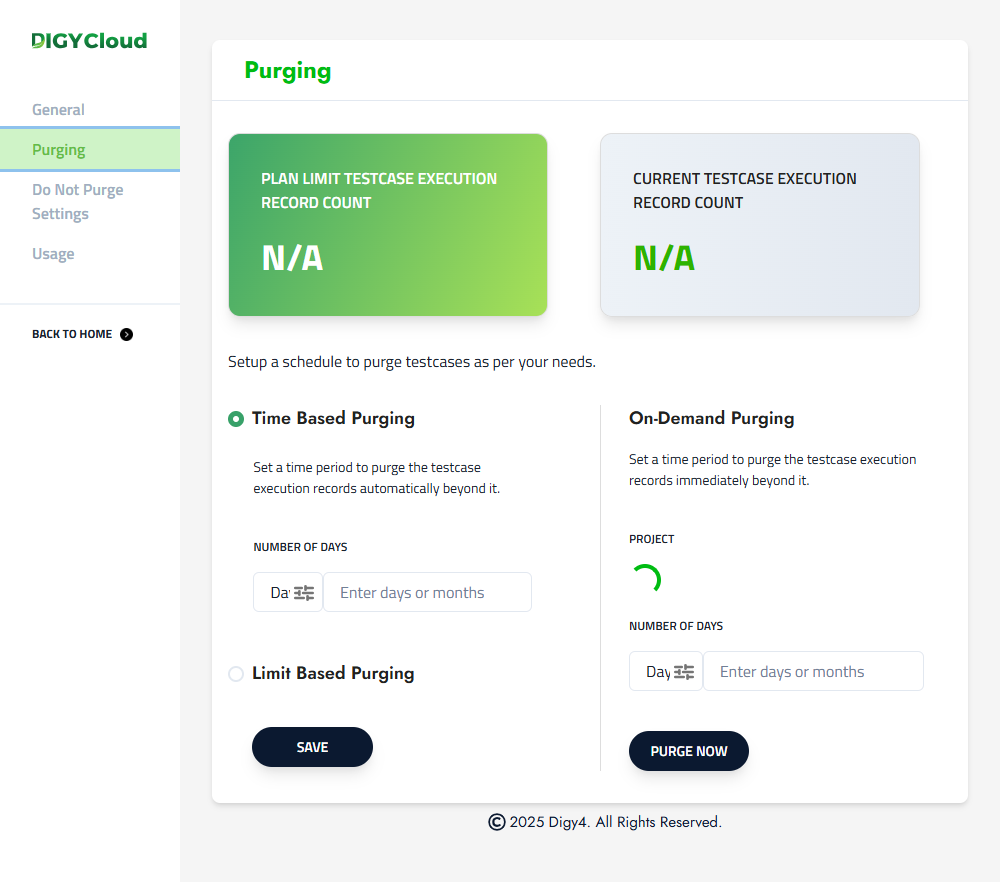 DIGYCloud
General
Purging
Do Not Purge
Settings
Usage
BACK TO HOME
Purging
PLAN LIMIT TESTCASE EXECUTION
RECORD COUNT
N/A
CURRENT TESTCASE EXECUTION
RECORD COUNT
N/A
Setup a schedule to purge testcases as per your needs.
Time Based Purging
Set a time period to purge the testcase
execution records automatically beyond it.
NUMBER OF DAYS
Day
Enter days or months
Limit Based Purging
SAVE
On-Demand Purging
Set a time period to purge the testcase execution
records immediately beyond it.
PROJECT
NUMBER OF DAYS
Day
Enter days or months
PURGE NOW
© 2025 Digy4. All Rights Reserved.